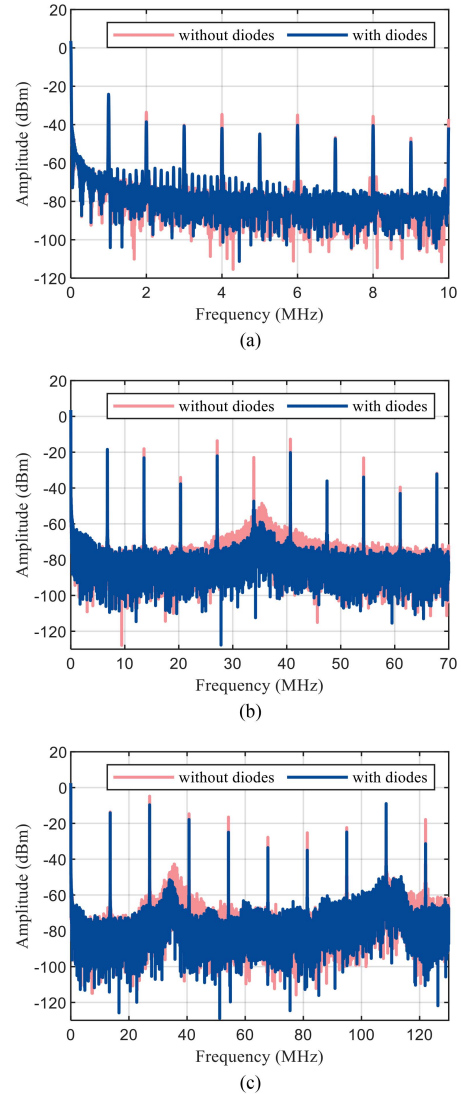 20
0
-20
-40
-60
-80
-100
-120
Amplitude (dBm)
without diodes with diodes
0 2 4 6 8 10
Frequency (MHz)
(a)
20
0
-20
-40
-60
-80
-100
-120
Amplitude (dBm)
without diodes with diodes
0 10 20 30 40 50 60 70
Frequency (MHz)
(b)
20
0
-20
-40
-60
-80
-100
-120
Amplitude (dBm)
without diodes with diodes
0 20 40 60 80 100 120
Frequency (MHz)
(c)